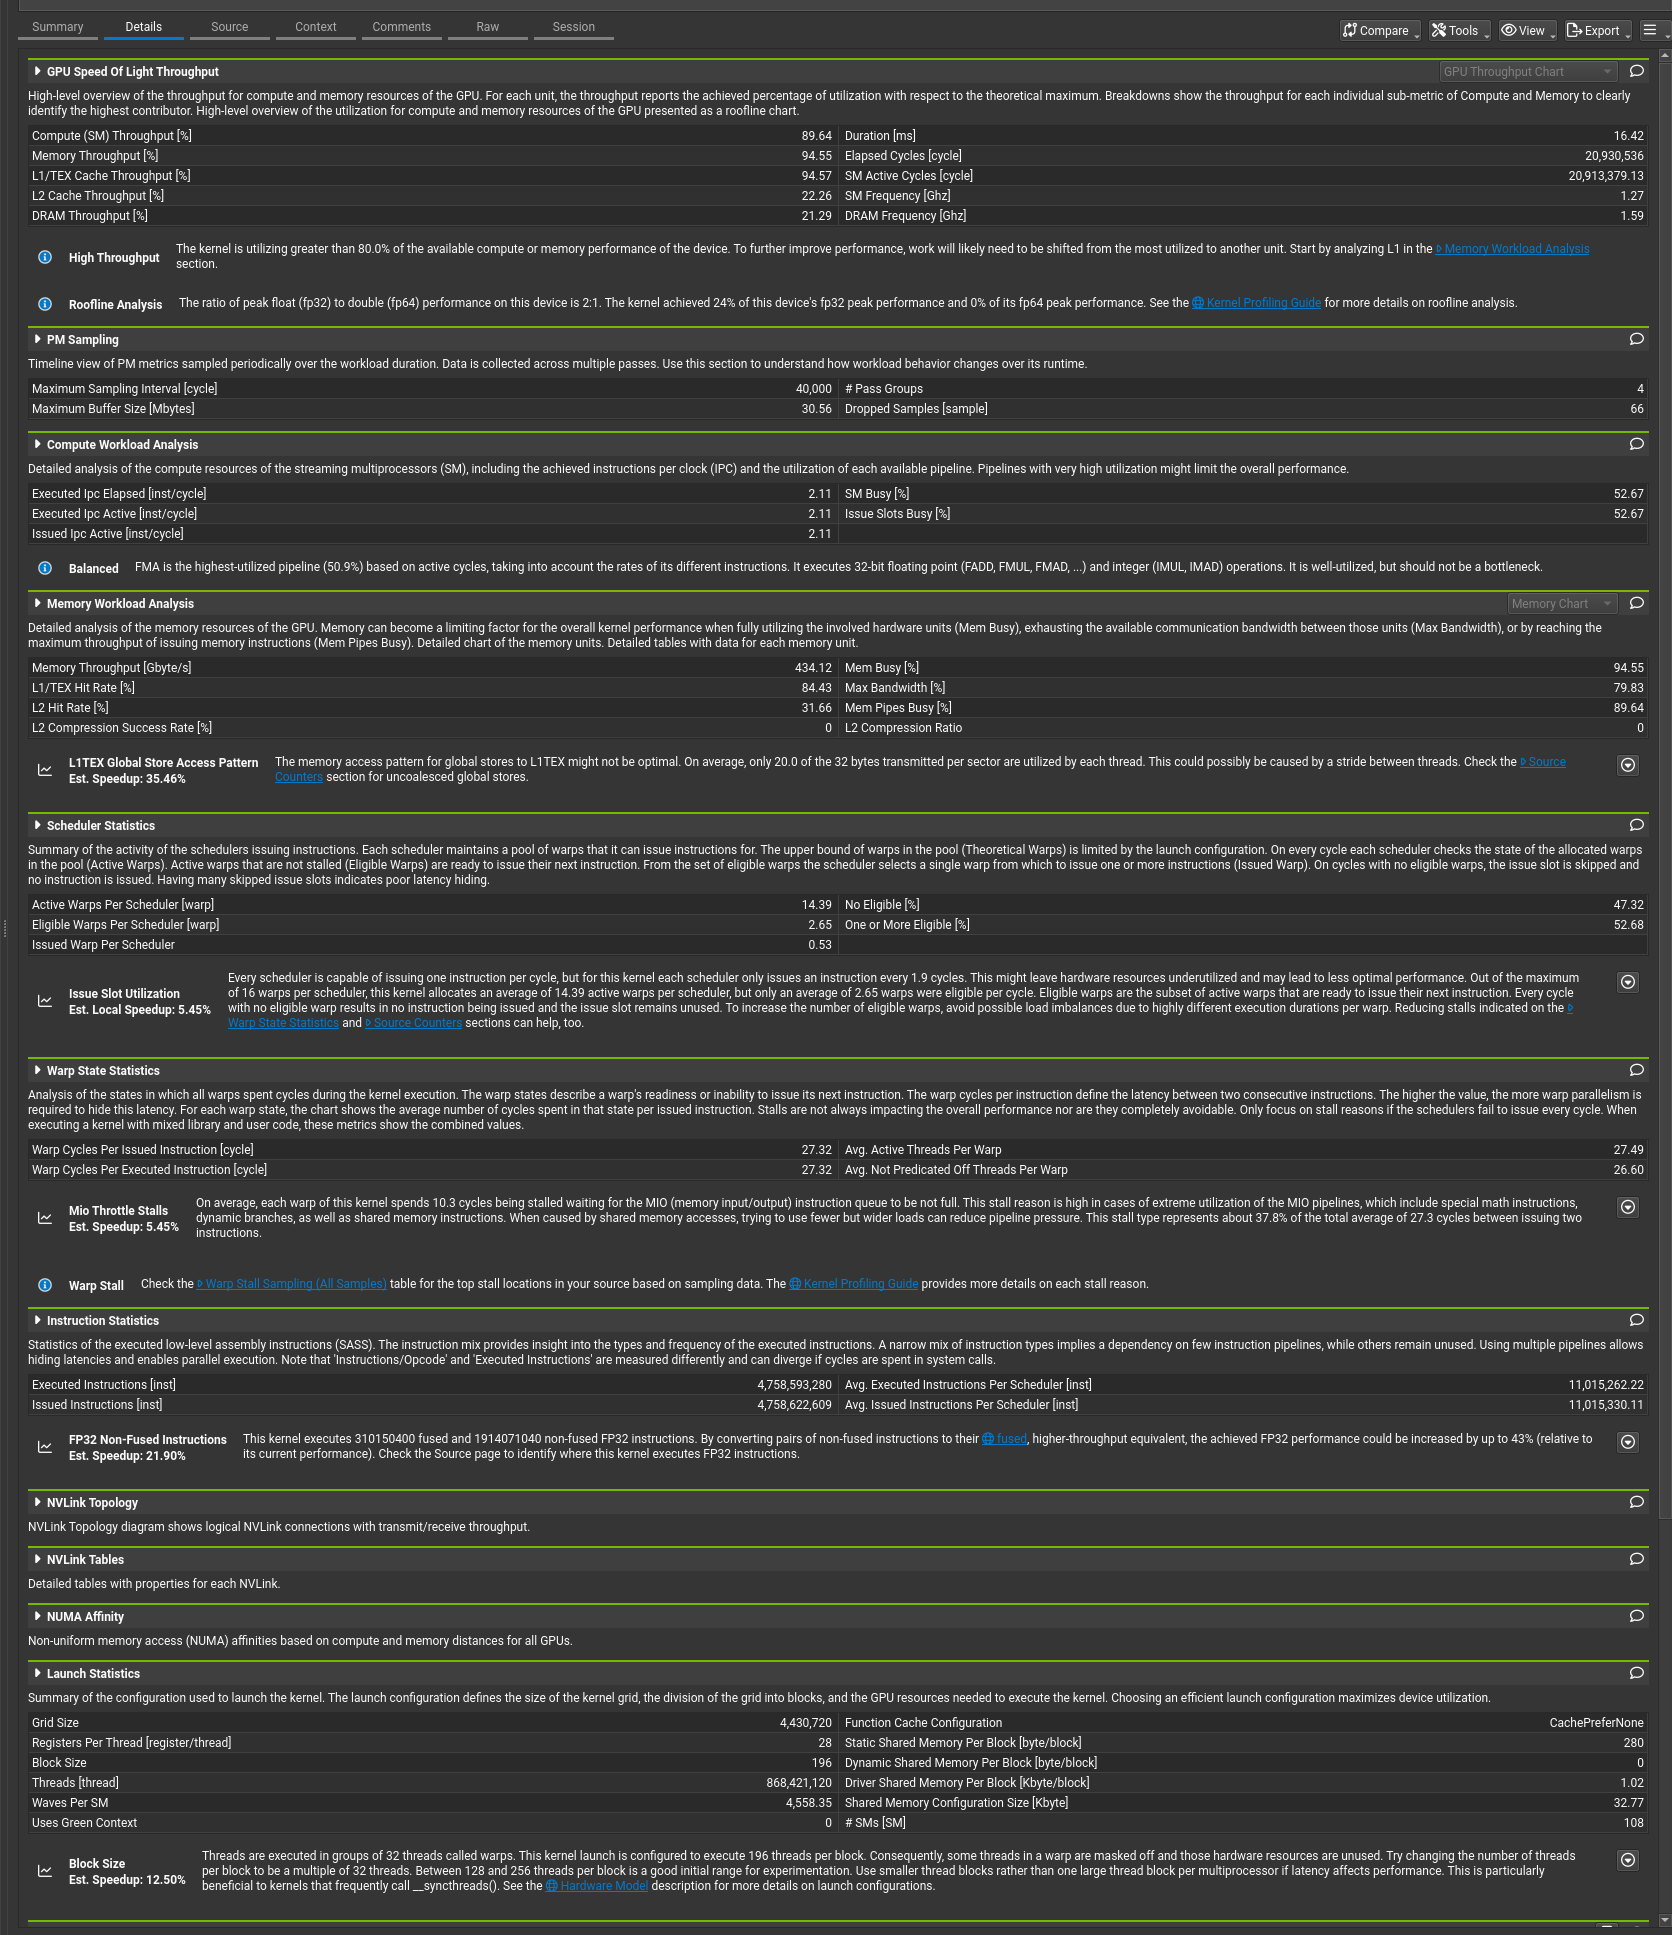 Summary Details Source Context Comments Raw Session Compare Tools View Export
GPU Speed Of Light Throughput GPU Throughput Chart
High-level overview of the throughput for compute and memory resources of the GPU. For each unit, the throughput reports the achieved percentage of utilization with respect to the theoretical maximum. Breakdowns show the throughput for each individual sub-metric of Compute and Memory to clearly
identify the highest contributor. High-level overview of the utilization for compute and memory resources of the GPU presented as a roofline chart.
Compute (SM) Throughput [%] 89.64 Duration [ms] 16.42
Memory Throughput [%] 94.55 Elapsed Cycles [cycle] 20,930,536
L1/TEX Cache Throughput [%] 94.57 SM Active Cycles [cycle] 20,913,379.13
L2 Cache Throughput [%] 22.26 SM Frequency [Ghz] 1.27
DRAM Throughput [%] 21.29 DRAM Frequency [Ghz] 1.59
High Throughput
The kernel is utilizing greater than 80.0% of the available compute or memory performance of the device. To further improve performance, work will likely need to be shifted from the most utilized to another unit. Start by analyzing L1 in the Memory Workload Analysis
section.
Roofline Analysis The ratio of peak float (fp32) to double (fp64) performance on this device is 2:1. The kernel achieved 24% of this device's fp32 peak performance and 0% of its fp64 peak performance. See the Kernel Profiling Guide for more details on roofline analysis.
PM Sampling
Timeline view of PM metrics sampled periodically over the workload duration. Data is collected across multiple passes. Use this section to understand how workload behavior changes over its runtime.
Maximum Sampling Interval [cycle] 40,000 # Pass Groups 4
Maximum Buffer Size [Mbytes] 30.56 Dropped Samples [sample] 66
Compute Workload Analysis
Detailed analysis of the compute resources of the streaming multiprocessors (SM), including the achieved instructions per clock (IPC) and the utilization of each available pipeline. Pipelines with very high utilization might limit the overall performance.
Executed Ipc Elapsed [inst/cycle] 2.11 SM Busy [%] 52.67
Executed Ipc Active [inst/cycle] 2.11 Issue Slots Busy [%] 52.67
Issued Ipc Active [inst/cycle] 2.11
Balanced FMA is the highest-utilized pipeline (50.9%) based on active cycles, taking into account the rates of its different instructions. It executes 32-bit floating point (FADD, FMUL, FMAD, ...) and integer (IMUL, IMAD) operations. It is well-utilized, but should not be a bottleneck.
Memory Workload Analysis Memory Chart
Detailed analysis of the memory resources of the GPU. Memory can become a limiting factor for the overall kernel performance when fully utilizing the involved hardware units (Mem Busy), exhausting the available communication bandwidth between those units (Max Bandwidth), or by reaching the
maximum throughput of issuing memory instructions (Mem Pipes Busy). Detailed chart of the memory units. Detailed tables with data for each memory unit.
Memory Throughput [Gbyte/s] 434.12 Mem Busy [%] 94.55
L1/TEX Hit Rate [%] 84.43 Max Bandwidth [%] 79.83
L2 Hit Rate [%] 31.66 Mem Pipes Busy [%] 89.64
L2 Compression Success Rate [%] 0 L2 Compression Ratio 0
L1TEX Global Store Access Pattern
Est. Speedup: 35.46%
The memory access pattern for global stores to L1TEX might not be optimal. On average, only 20.0 of the 32 bytes transmitted per sector are utilized by each thread. This could possibly be caused by a stride between threads. Check the Source
Counters section for uncoalesced global stores.
Scheduler Statistics
Summary of the activity of the schedulers issuing instructions. Each scheduler maintains a pool of warps that it can issue instructions for. The upper bound of warps in the pool (Theoretical Warps) is limited by the launch configuration. On every cycle each scheduler checks the state of the allocated warps
in the pool (Active Warps). Active warps that are not stalled (Eligible Warps) are ready to issue their next instruction. From the set of eligible warps the scheduler selects a single warp from which to issue one or more instructions (Issued Warp). On cycles with no eligible warps, the issue slot is skipped and
no instruction is issued. Having many skipped issue slots indicates poor latency hiding.
Active Warps Per Scheduler [warp] 14.39 No Eligible [%] 47.32
Eligible Warps Per Scheduler [warp] 2.65 One or More Eligible [%] 52.68
Issued Warp Per Scheduler 0.53
Issue Slot Utilization
Est. Local Speedup: 5.45%
Every scheduler is capable of issuing one instruction per cycle, but for this kernel each scheduler only issues an instruction every 1.9 cycles. This might leave hardware resources underutilized and may lead to less optimal performance. Out of the maximum
of 16 warps per scheduler, this kernel allocates an average of 14.39 active warps per scheduler, but only an average of 2.65 warps were eligible per cycle. Eligible warps are the subset of active warps that are ready to issue their next instruction. Every cycle
with no eligible warp results in no instruction being issued and the issue slot remains unused. To increase the number of eligible warps, avoid possible load imbalances due to highly different execution durations per warp. Reducing stalls indicated on the
Warp State Statistics and Source Counters sections can help, too.
Warp State Statistics
Analysis of the states in which all warps spent cycles during the kernel execution. The warp states describe a warp's readiness or inability to issue its next instruction. The warp cycles per instruction define the latency between two consecutive instructions. The higher the value, the more warp parallelism is
required to hide this latency. For each warp state, the chart shows the average number of cycles spent in that state per issued instruction. Stalls are not always impacting the overall performance nor are they completely avoidable. Only focus on stall reasons if the schedulers fail to issue every cycle. When
executing a kernel with mixed library and user code, these metrics show the combined values.
Warp Cycles Per Issued Instruction [cycle] 27.32 Avg. Active Threads Per Warp 27.49
Warp Cycles Per Executed Instruction [cycle] 27.32 Avg. Not Predicated Off Threads Per Warp 26.60
Mio Throttle Stalls
Est. Speedup: 5.45%
On average, each warp of this kernel spends 10.3 cycles being stalled waiting for the MIO (memory input/output) instruction queue to be not full. This stall reason is high in cases of extreme utilization of the MIO pipelines, which include special math instructions,
dynamic branches, as well as shared memory instructions. When caused by shared memory accesses, trying to use fewer but wider loads can reduce pipeline pressure. This stall type represents about 37.8% of the total average of 27.3 cycles between issuing two
instructions.
Warp Stall Check the Warp Stall Sampling (All Samples) table for the top stall locations in your source based on sampling data. The Kernel Profiling Guide provides more details on each stall reason.
Instruction Statistics
Statistics of the executed low-level assembly instructions (SASS). The instruction mix provides insight into the types and frequency of the executed instructions. A narrow mix of instruction types implies a dependency on few instruction pipelines, while others remain unused. Using multiple pipelines allows
hiding latencies and enables parallel execution. Note that 'Instructions/Opcode' and 'Executed Instructions' are measured differently and can diverge if cycles are spent in system calls.
Executed Instructions [inst] 4,758,593,280 Avg. Executed Instructions Per Scheduler [inst] 11,015,262.22
Issued Instructions [inst] 4,758,622,609 Avg. Issued Instructions Per Scheduler [inst] 11,015,330.11
FP32 Non-Fused Instructions
Est. Speedup: 21.90%
This kernel executes 310150400 fused and 1914071040 non-fused FP32 instructions. By converting pairs of non-fused instructions to their fused, higher-throughput equivalent, the achieved FP32 performance could be increased by up to 43% (relative to
its current performance). Check the Source page to identify where this kernel executes FP32 instructions.
NVLink Topology
NVLink Topology diagram shows logical NVLink connections with transmit/receive throughput.
NVLink Tables
Detailed tables with properties for each NVLink.
NUMA Affinity
Non-uniform memory access (NUMA) affinities based on compute and memory distances for all GPUs.
Launch Statistics
Summary of the configuration used to launch the kernel. The launch configuration defines the size of the kernel grid, the division of the grid into blocks, and the GPU resources needed to execute the kernel. Choosing an efficient launch configuration maximizes device utilization.
Grid Size 4,430,720 Function Cache Configuration CachePreferNone
Registers Per Thread [register/thread] 28 Static Shared Memory Per Block [byte/block] 280
Block Size 196 Dynamic Shared Memory Per Block [byte/block] 0
Threads [thread] 868,421,120 Driver Shared Memory Per Block [Kbyte/block] 1.02
Waves Per SM 4,558.35 Shared Memory Configuration Size [Kbyte] 32.77
Uses Green Context 0 # SMs [SM] 108
Block Size
Est. Speedup: 12.50%
Threads are executed in groups of 32 threads called warps. This kernel launch is configured to execute 196 threads per block. Consequently, some threads in a warp are masked off and those hardware resources are unused. Try changing the number of threads
per block to be a multiple of 32 threads. Between 128 and 256 threads per block is a good initial range for experimentation. Use smaller thread blocks rather than one large thread block per multiprocessor if latency affects performance. This is particularly
beneficial to kernels that frequently call __syncthreads(). See the Hardware Model description for more details on launch configurations.